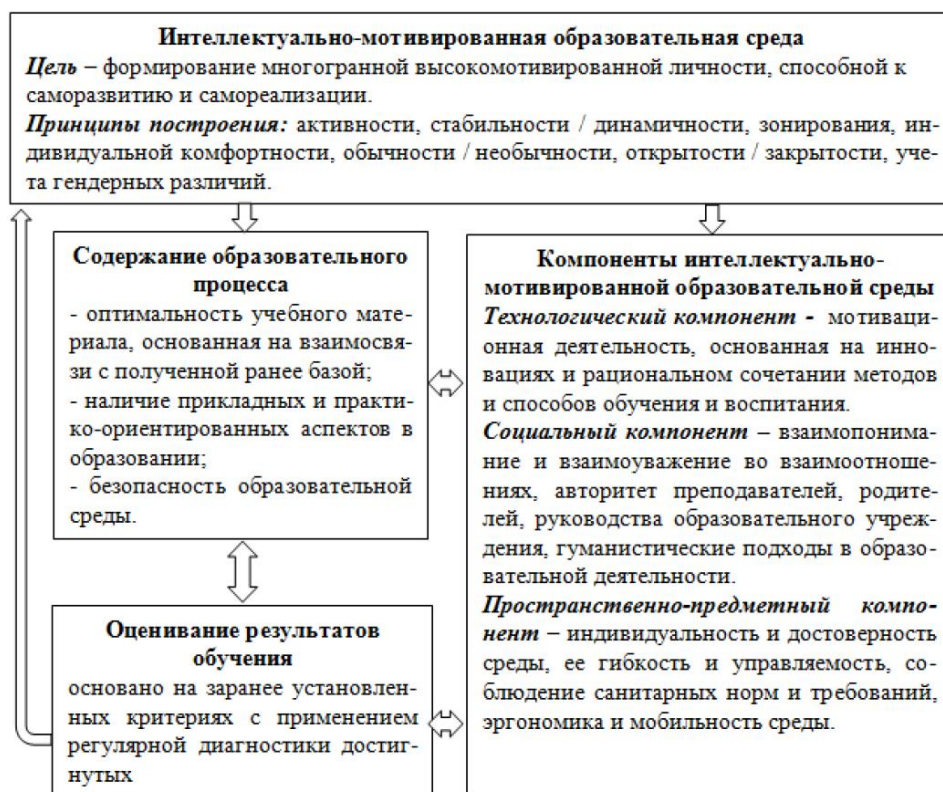 Интеллектуально-мотивированная образовательная среда
Цель – формирование многогранной высокомотивированной личности, способной к
саморазвитию и самореализации.
Принципы построения: активности, стабильности / динамичности, зонирования, ин-
дивидуальной комфортности, обычности / необычности, открытости / закрытости, уче-
та гендерных различий.
Содержание образовательного
процесса
- оптимальность учебного мате-
риала, основанная на взаимосвя-
зи с полученной ранее базой;
- наличие прикладных и практи-
ко-ориентированных аспектов в
образовании;
- безопасность образовательной
среды.
Оценивание результатов
обучения
основано на заранее установлен-
ных критериях с применением
регулярной диагностики достиг-
нутых
Компоненты интеллектуально-
мотивированной образовательной среды
Технологический компонент - мотиваци-
онная деятельность, основанная на инно-
вациях и рациональном сочетании методов
и способов обучения и воспитания.
Социальный компонент – взаимопонима-
ние и взаимоуважение во взаимоотноше-
ниях, авторитет преподавателей, родите-
лей, руководства образовательного учреж-
дения, гуманистические подходы в образо-
вательной деятельности.
Пространственно-предметный компо-
нент – индивидуальность и достоверность
среды, ее гибкость и управляемость, со-
блюдение санитарных норм и требований,
эргономика и мобильность среды.